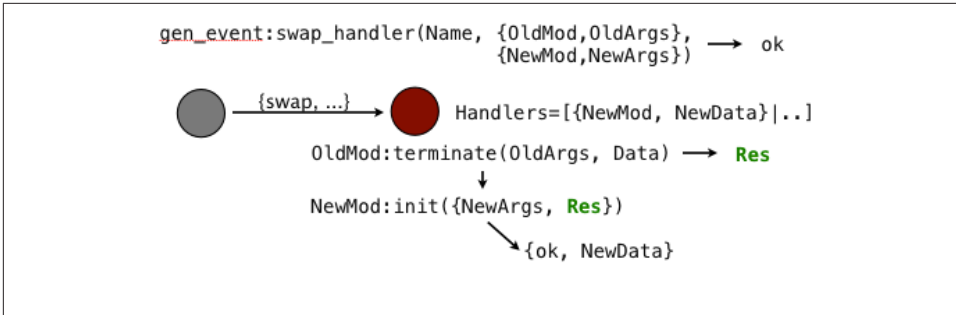 gen_event:swap_handler(Name, {OldMod,OldArgs},
{NewMod,NewArgs})
ok
{swap, ...}
Handlers=[{NewMod, NewData}|..]
OldMod:terminate(OldArgs, Data)
Res
NewMod:init({NewArgs, Res})
{ok, NewData}